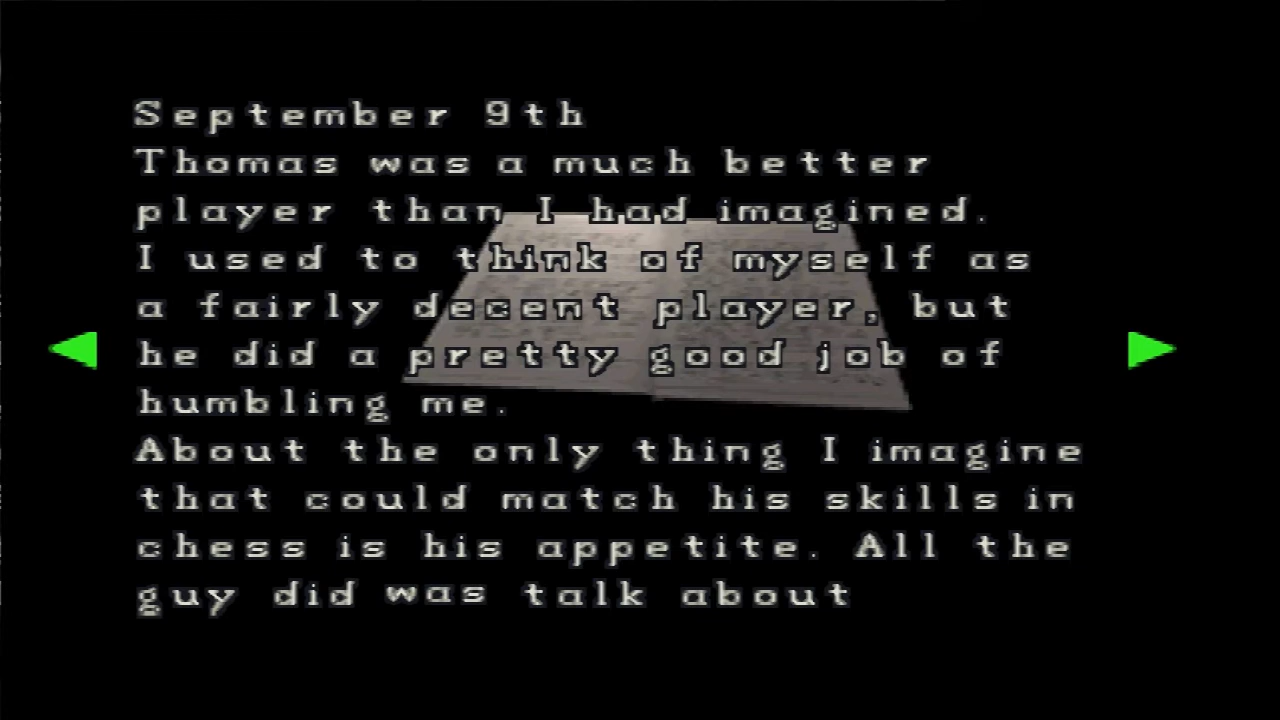 September 9th
Thomas was a much better
player than I had imagined.
I used to think of myself as
a fairly decent player, but
he did a pretty good job of
humbling me.
About the only thing I imagine
that could match his skills in
chess is his appetite. All the
guy did was talk about